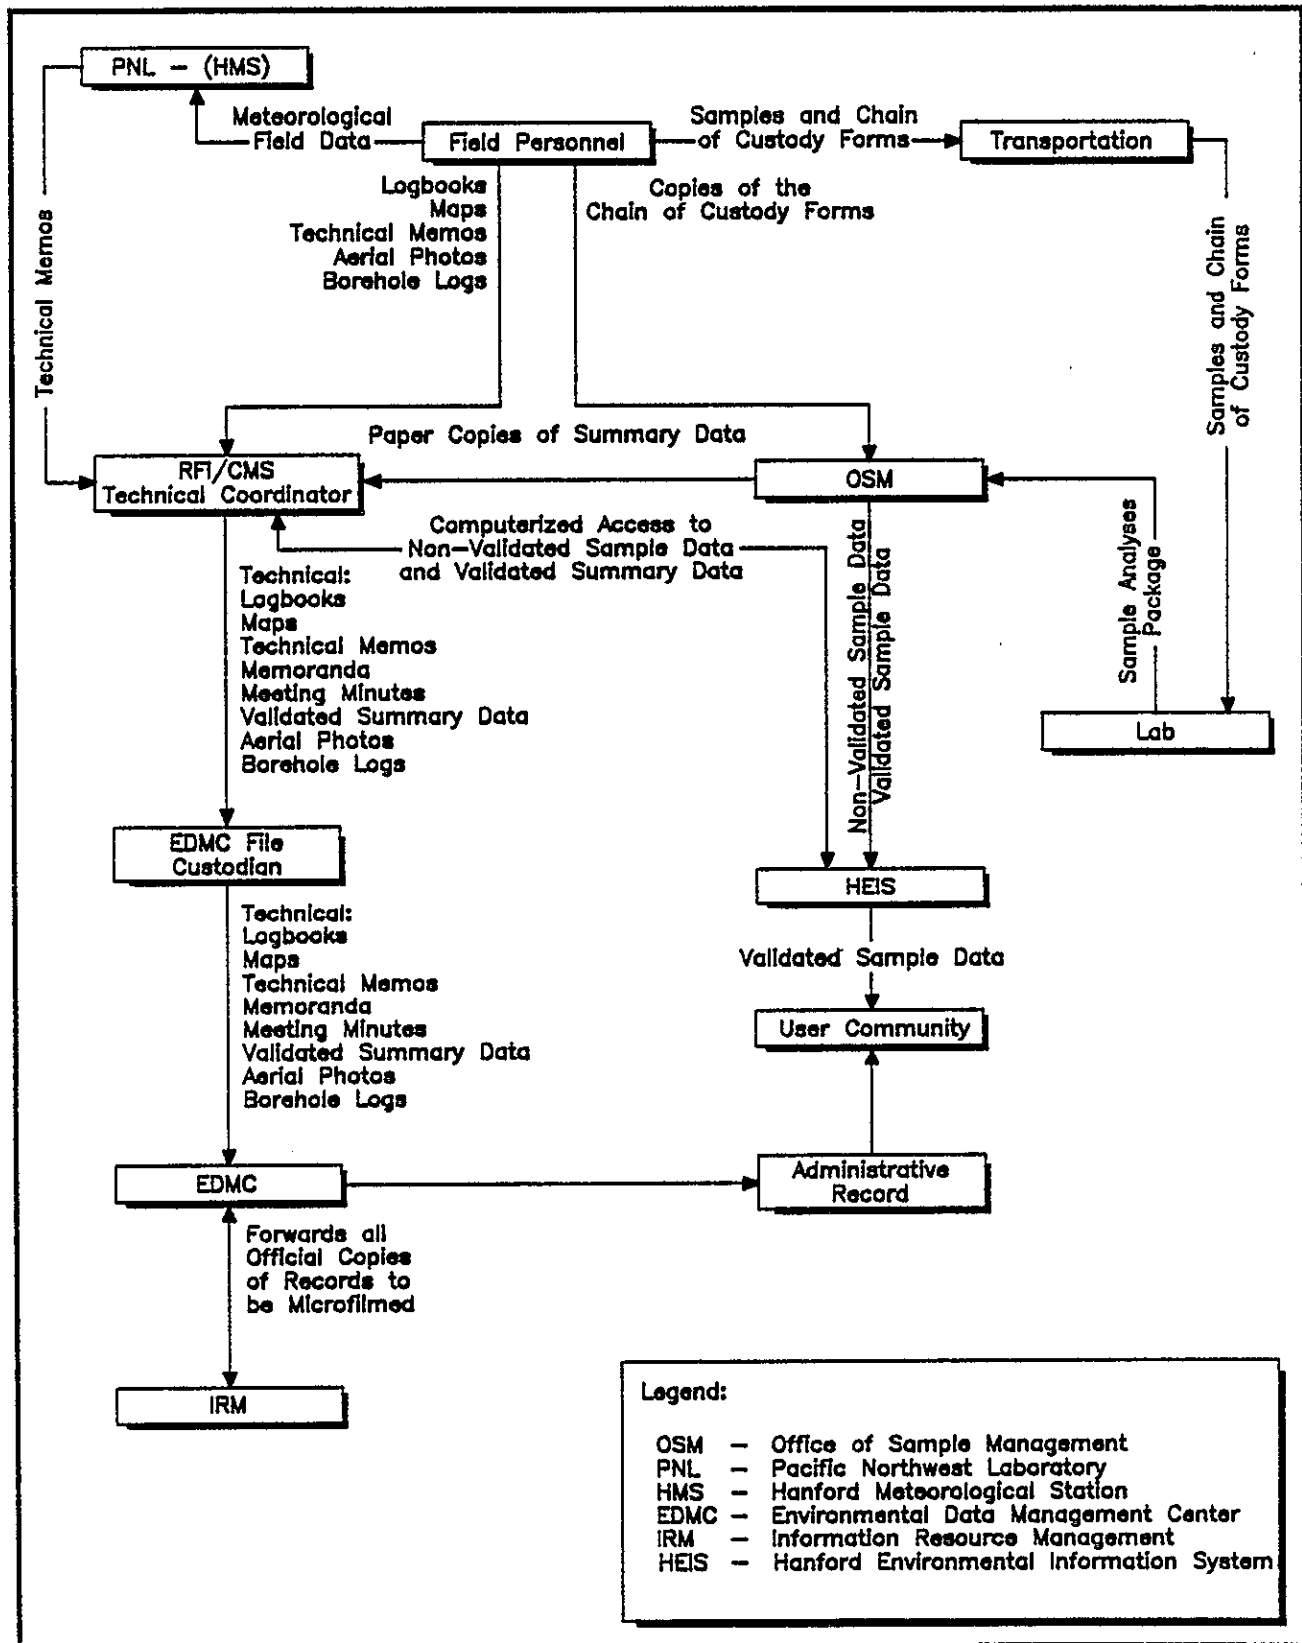 PNL - (HMS)
Meteorological
Field Data
Field Personnel
Samples and Chain
of Custody Forms
Transportation
Logbooks
Maps
Technical Memos
Aerial Photos
Borehole Logs
Copies of the
Chain of Custody Forms
Technical Memos
Samples and Chain
of Custody Forms
Paper Copies of Summary Data
RFI/CMS
Technical Coordinator
OSM
Computerized Access to
Non-Validated Sample Data
and Validated Summary Data
Non-Validated Sample Data
Validated Sample Data
Sample Analyses
Package
Lab
Technical:
Logbooks
Maps
Technical Memos
Memoranda
Meeting Minutes
Validated Summary Data
Aerial Photos
Borehole Logs
EDMC File
Custodian
HEIS
Validated Sample Data
User Community
Technical:
Logbooks
Maps
Technical Memos
Memoranda
Meeting Minutes
Validated Summary Data
Aerial Photos
Borehole Logs
EDMC
Administrative
Record
Forwards all
Official Copies
of Records to
be Microfilmed
IRM
Legend:
OSM - Office of Sample Management
PNL - Pacific Northwest Laboratory
HMS - Hanford Meteorological Station
EDMC - Environmental Data Management Center
IRM - Information Resource Management
HEIS - Hanford Environmental Information System